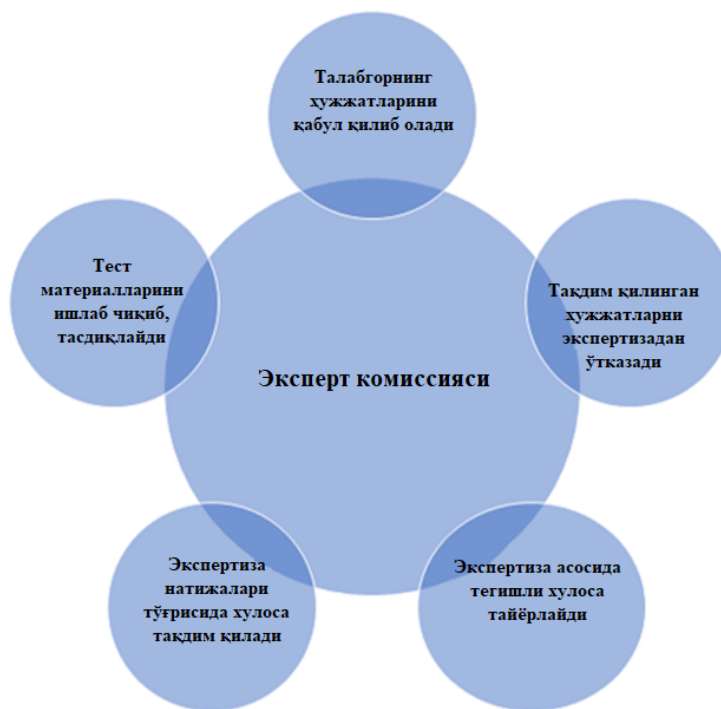 Талабгорнинг
ҳужжатларини
қабул қилиб олади
Тақдим қилинган
ҳужжатларни
экспертизадан
ўтказади
Экспертиза асосида
тегишли хулоса
тайёрлайди
Экспертиза
натижалари
тўғрисида хулоса
тақдим қилади
Тест
материалларини
ишлаб чиқиб,
тасдиқлайди
Эксперт комиссияси